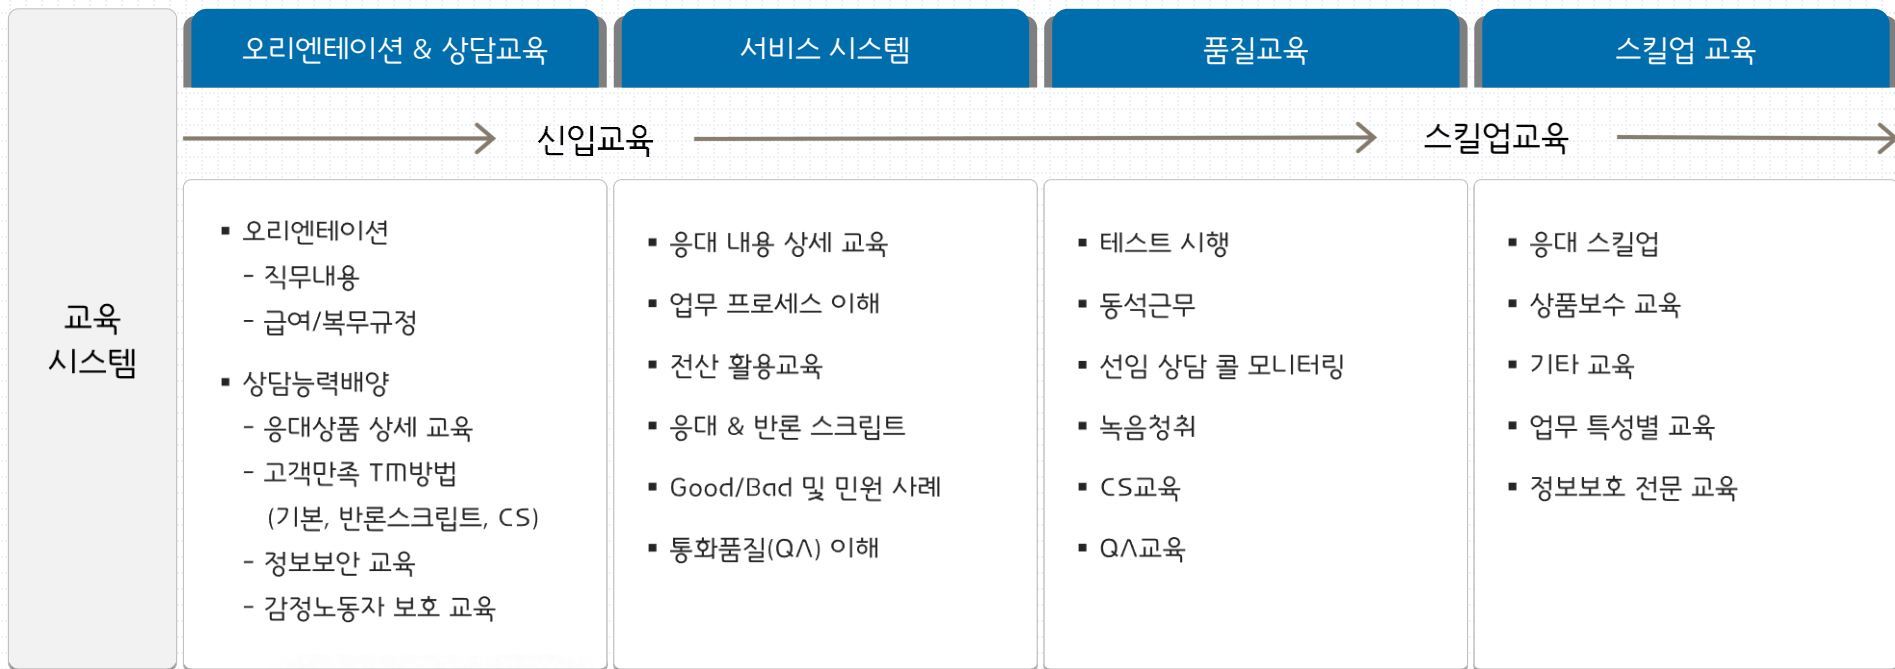 교육
시스템
오리엔테이션 & 상담교육
서비스 시스템
품질교육
스킬업 교육
신입교육
스킬업교육
▪ 오리엔테이션
- 직무내용
- 급여/복무규정
▪ 상담능력배양
- 응대상품 상세 교육
- 고객만족 TM방법
(기본, 반론스크립트, CS)
- 정보보안 교육
- 감정노동자 보호 교육
▪ 응대 내용 상세 교육
▪ 업무 프로세스 이해
▪ 전산 활용교육
▪ 응대 & 반론 스크립트
▪ Good/Bad 및 민원 사례
▪ 통화품질(QA) 이해
▪ 테스트 시행
▪ 동석근무
▪ 선임 상담 콜 모니터링
▪ 녹음청취
▪ CS교육
▪ QA교육
▪ 응대 스킬업
▪ 상품보수 교육
▪ 기타 교육
▪ 업무 특성별 교육
▪ 정보보호 전문 교육